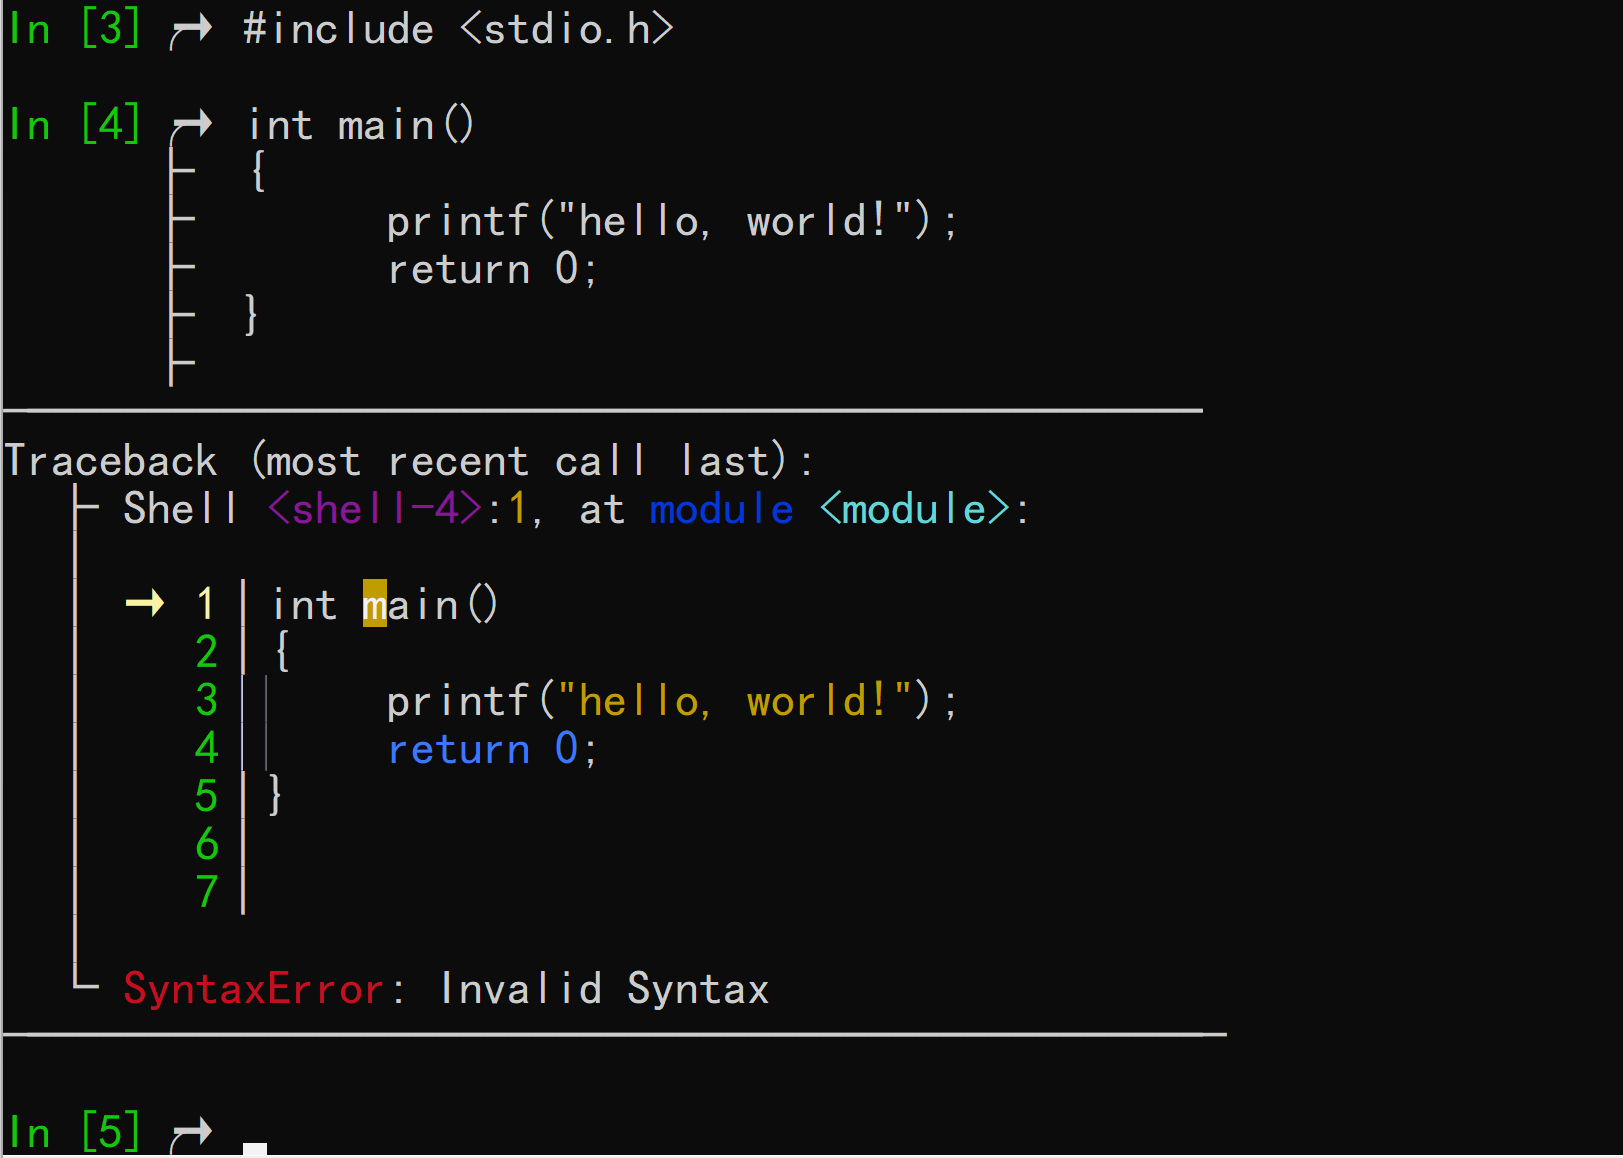 In [3] #include <stdio.h>
In [4] int main()
{
printf("hello, world!");
return 0;
}
Traceback (most recent call last):
Shell <shell-4>:1, at module <module>:
→ 1 | int main()
2 | {
3 | printf("hello, world!");
4 | return 0;
5 | }
6 |
7 |
SyntaxError: Invalid Syntax
In [5]